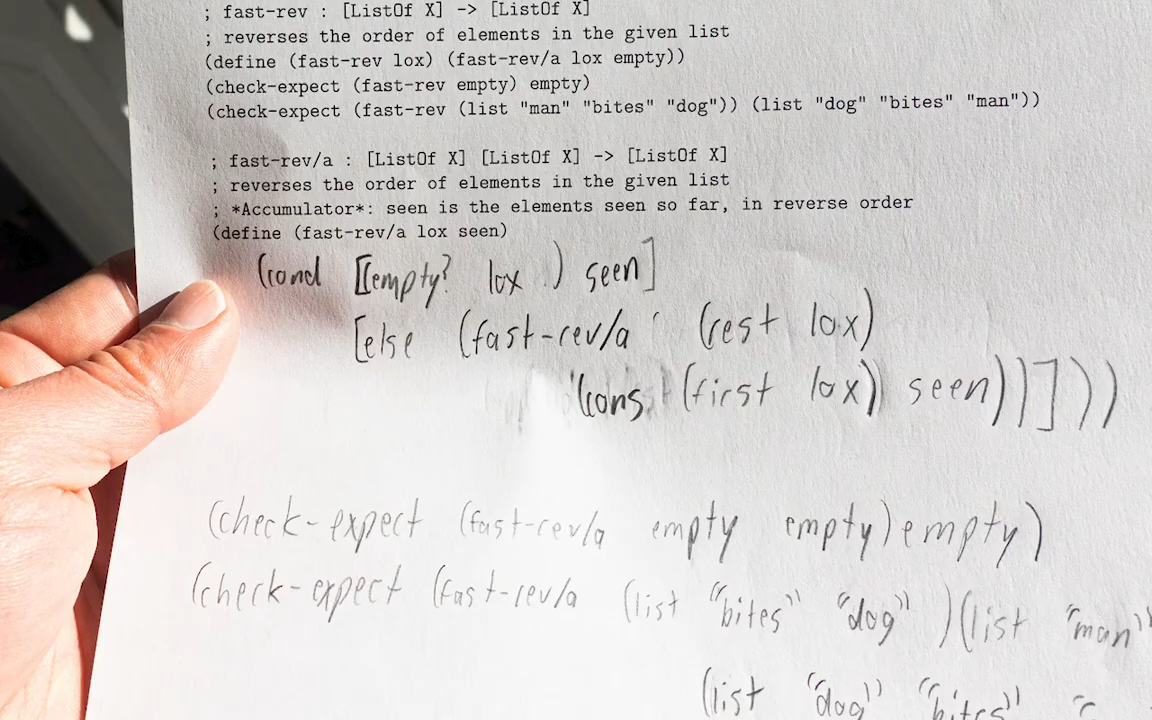 ; fast-rev : [ListOf X] -> [ListOf X]
; reverses the order of elements in the given list
(define (fast-rev lox) (fast-rev/a lox empty))
(check-expect (fast-rev empty) empty)
(check-expect (fast-rev (list "man" "bites" "dog")) (list "dog" "bites" "man"))
; fast-rev/a : [ListOf X] [ListOf X] -> [ListOf X]
; reverses the order of elements in the given list
; *Accumulator*: seen is the elements seen so far, in reverse order
(define (fast-rev/a lox seen)
(cond [(empty? lox ) seen]
[else (fast-rev/a (rest lox)
(cons (first lox) seen))]))
(check-expect (fast-rev/a empty empty) empty)
(check-expect (fast-rev/a (list "bites" "dog" )(list "man"
(list "dog" "bites"